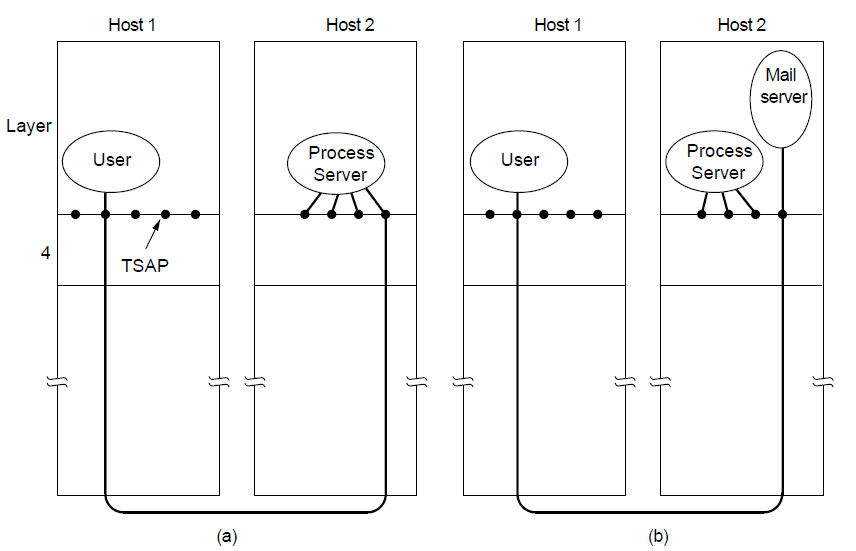 Host 1
Host 2
Host 1
Host 2
Mail
server
Layer
User
Process
Server
User
Process
Server
4
TSAP
(a)
(b)